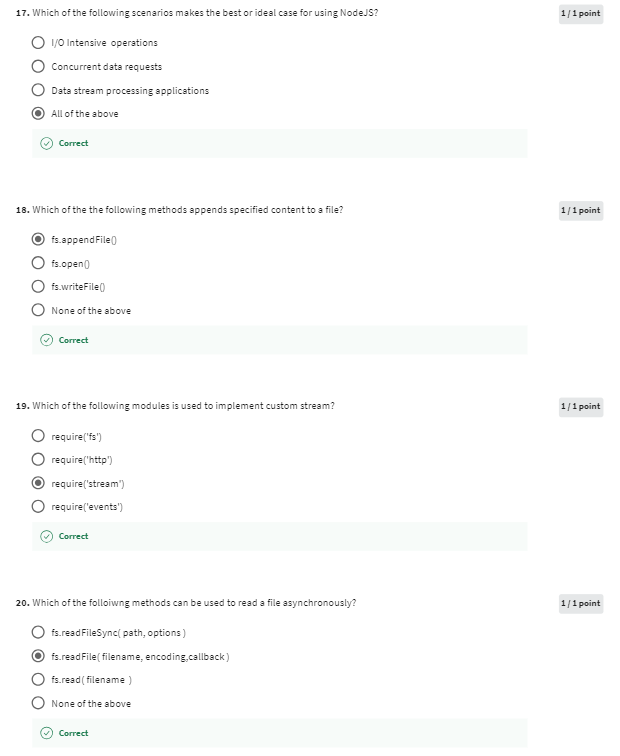 17. Which of the following scenarios makes the best or ideal case for using NodeJS?
1 / 1 point
I/O Intensive operations
Concurrent data requests
Data stream processing applications
All of the above
Correct
18. Which of the the following methods appends specified content to a file?
1 / 1 point
fs.appendFile()
fs.open()
fs.writeFile()
None of the above
Correct
19. Which of the following modules is used to implement custom stream?
1 / 1 point
require('fs')
require('http')
require('stream')
require('events')
Correct
20. Which of the folloiwng methods can be used to read a file asynchronously?
1 / 1 point
fs.readFileSync( path, options )
fs.readFile( filename, encoding,callback )
fs.read( filename )
None of the above
Correct